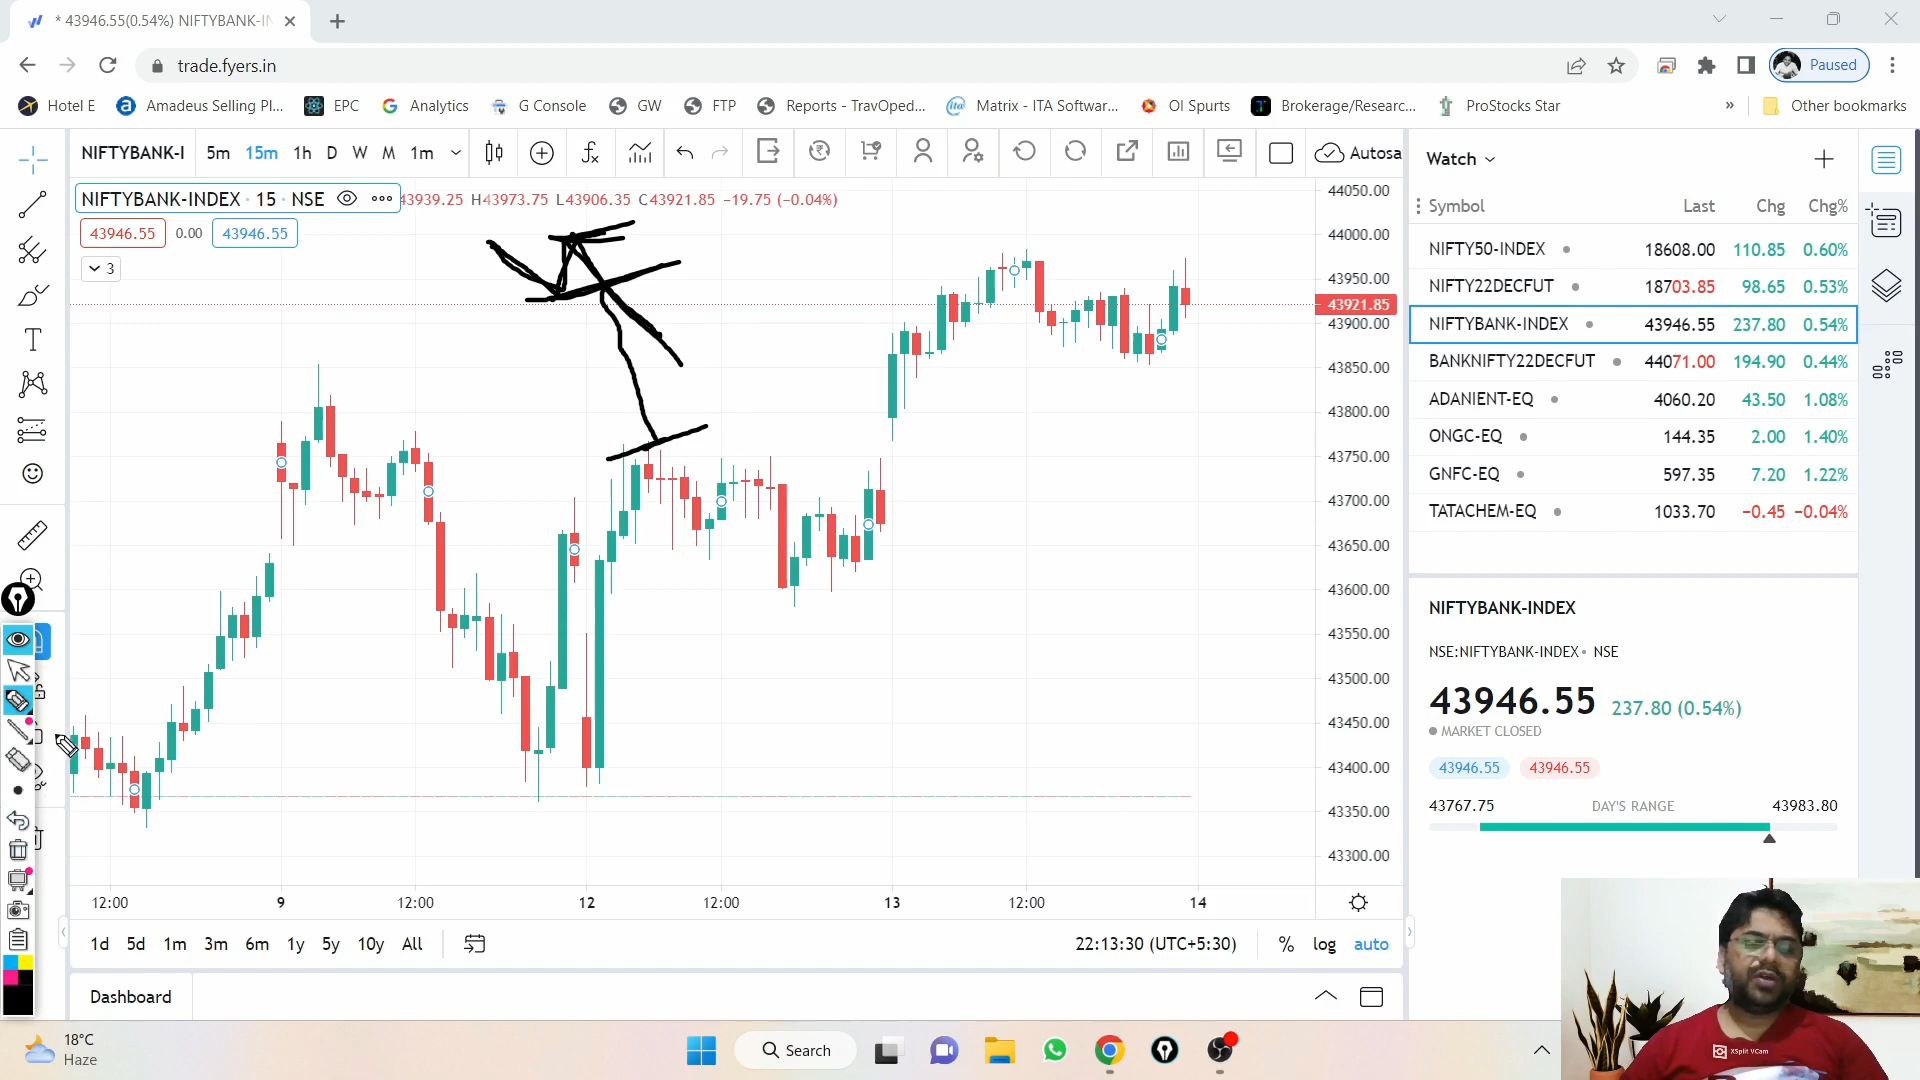 * 43946.55(0.54%) NIFTYBANK-IN
trade.fyers.in
Paused
Hotel E
Amadeus Selling Pl...
EPC
Analytics
G Console
GW
FTP
Reports - TravOped...
Matrix - ITA Softwar...
OI Spurts
Brokerage/Researc...
ProStocks Star
»
Other bookmarks
NIFTYBANK-I
5m
15m
1h
D
W
M
1m
Autosa
NIFTYBANK-INDEX · 15 · NSE
43939.25 H43973.75 L43906.35 C43921.85 −19.75 (−0.04%)
43946.55
0.00
43946.55
3
44050.00
44000.00
43950.00
43921.85
43900.00
43850.00
43800.00
43750.00
43700.00
43650.00
43600.00
43550.00
43500.00
43450.00
43400.00
43350.00
43300.00
12:00
9
12:00
12
12:00
13
12:00
14
1d
5d
1m
3m
6m
1y
5y
10y
All
22:13:30 (UTC+5:30)
%
log
auto
Dashboard
Watch
Symbol Last Chg Chg%
NIFTY50-INDEX 18608.00 110.85 0.60%
NIFTY22DECFUT 18703.85 98.65 0.53%
NIFTYBANK-INDEX 43946.55 237.80 0.54%
BANKNIFTY22DECFUT 44071.00 194.90 0.44%
ADANIENT-EQ 4060.20 43.50 1.08%
ONGC-EQ 144.35 2.00 1.40%
GNFC-EQ 597.35 7.20 1.22%
TATACHEM-EQ 1033.70 −0.45 −0.04%
NIFTYBANK-INDEX
NSE:NIFTYBANK-INDEX • NSE
43946.55 237.80 (0.54%)
MARKET CLOSED
43946.55
43946.55
43767.75 DAY'S RANGE 43983.80
XSplit VCam
18°C
Haze
Search